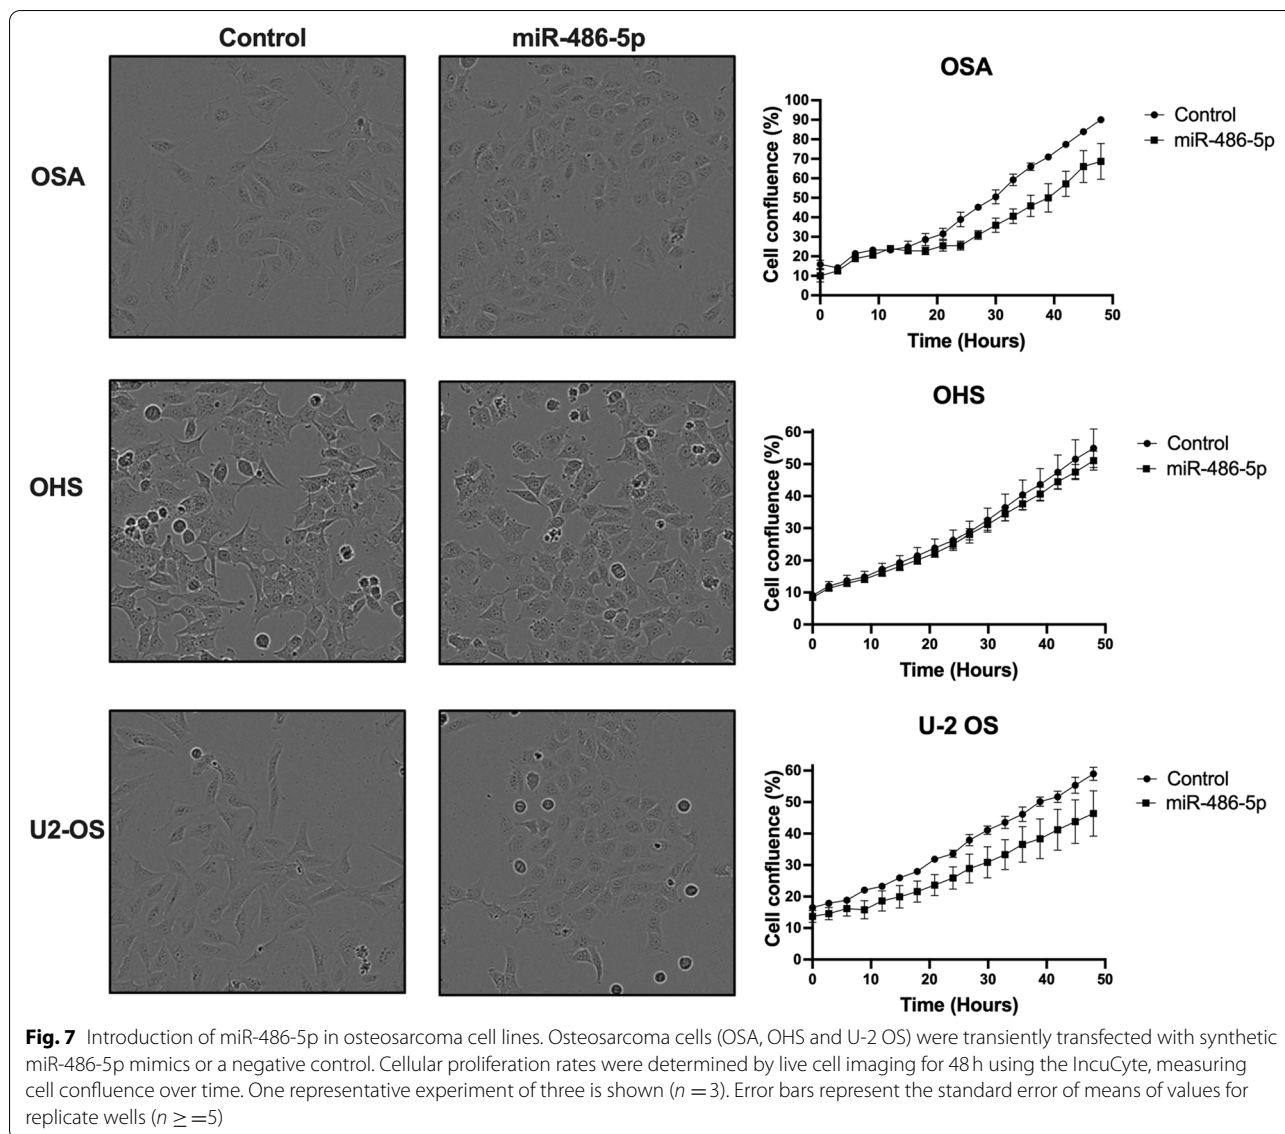 Control
miR-486-5p
OSA
OSA
Cell confluence (%)
100
90
80
70
60
50
40
30
20
10
0
0 10 20 30 40 50
Time (Hours)
Control
miR-486-5p
OHS
OHS
Cell confluence (%)
60
50
40
30
20
10
0
0 10 20 30 40 50
Time (Hours)
Control
miR-486-5p
U2-OS
U-2 OS
Cell confluence (%)
60
50
40
30
20
10
0
0 10 20 30 40 50
Time (Hours)
Control
miR-486-5p
Fig. 7 Introduction of miR-486-5p in osteosarcoma cell lines. Osteosarcoma cells (OSA, OHS and U-2 OS) were transiently transfected with synthetic
miR-486-5p mimics or a negative control. Cellular proliferation rates were determined by live cell imaging for 48 h using the IncuCyte, measuring
cell confluence over time. One representative experiment of three is shown (n = 3). Error bars represent the standard error of means of values for
replicate wells (n ≥ =5)